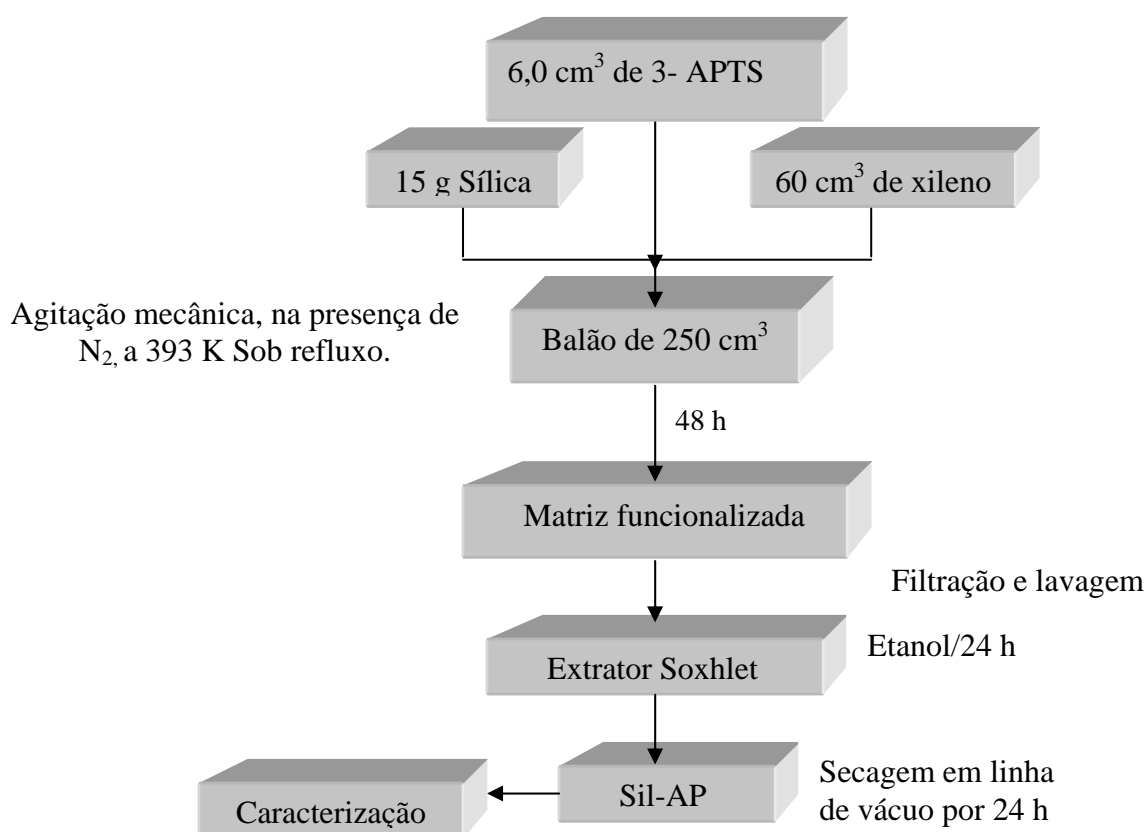 6,0 cm³ de 3- APTS
15 g Sílica
60 cm³ de xileno
Agitação mecânica, na presença de
N₂, a 393 K Sob refluxo.
Balão de 250 cm³
48 h
Matriz funcionalizada
Filtração e lavagem
Extrator Soxhlet
Etanol/24 h
Sil-AP
Secagem em linha
de vácuo por 24 h
Caracterização